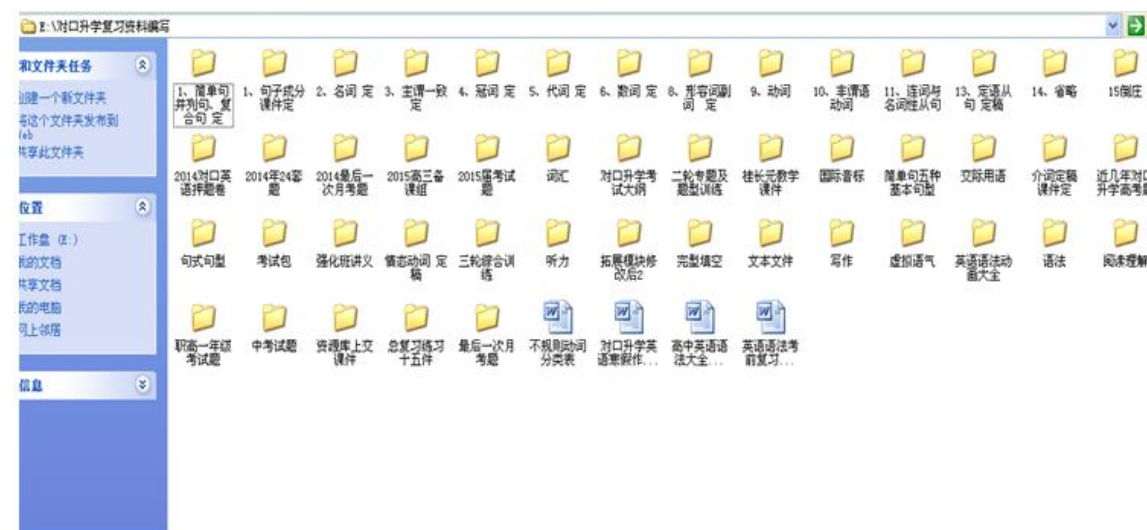 E:\对口升学复习资料编写
和文件夹任务
创建一个新文件夹
将这个文件夹发布到
Web
共享此文件夹
位置
工作盘 (E:)
我的文档
共享文档
我的电脑
网上邻居
信息
1、简单句
并列句、复
合句 定
1、句子成分
课件定
2、名词 定
3、主谓一致
定
4、冠词 定
5、代词 定
6、数词 定
8、形容词副
词 定
9、动词
10、非谓语
动词
11、连词与
名词性从句
13、定语从
句 定稿
14、省略
15倒庄
2014对口英
语押题卷
2014年24套
题
2014最后一
次月考题
2015高三备
课组
2015届考试
题
词汇
对口升学考
试大纲
二轮专题及
题型训练
桂长元教学
课件
国际音标
简单句五种
基本句型
交际用语
介词定稿
课件定
近几年对口
升学高考题
句式句型
考试包
强化班讲义
情态动词 定
稿
三轮综合训
练
听力
拓展模块修
改后2
完型填空
文本文件
写作
虚拟语气
英语语法动
画大全
语法
阅读理解
职高一年级
考试题
中考试题
资源库上交
课件
总复习练习
十五件
最后一次月
考题
不规则动词
分类表
对口升学英
语寒假作...
高中英语语
法大全...
英语语法考
前复习...